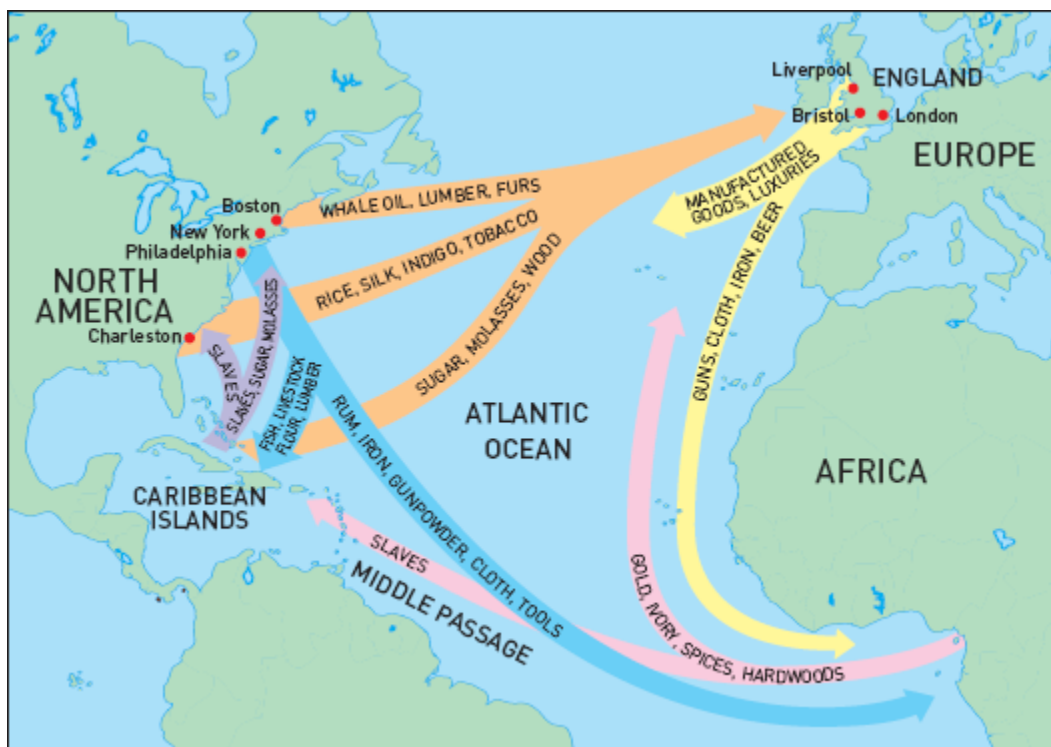 Liverpool
ENGLAND
Bristol
London
EUROPE
MANUFACTURED
GOODS, LUXURIES
WHALE OIL, LUMBER, FURS
Boston
New York
Philadelphia
RICE, SILK, INDIGO, TOBACCO
NORTH
AMERICA
Charleston
SLAVES
SLAVES, SUGAR, MOLASSES
FISH, LIVESTOCK
FLOUR, LUMBER
SUGAR, MOLASSES, WOOD
GUNS, CLOTH, IRON, BEER
ATLANTIC
OCEAN
AFRICA
CARIBBEAN
ISLANDS
RUM, IRON, GUNPOWDER, CLOTH, TOOLS
SLAVES
MIDDLE PASSAGE
GOLD, IVORY, SPICES, HARDWOODS